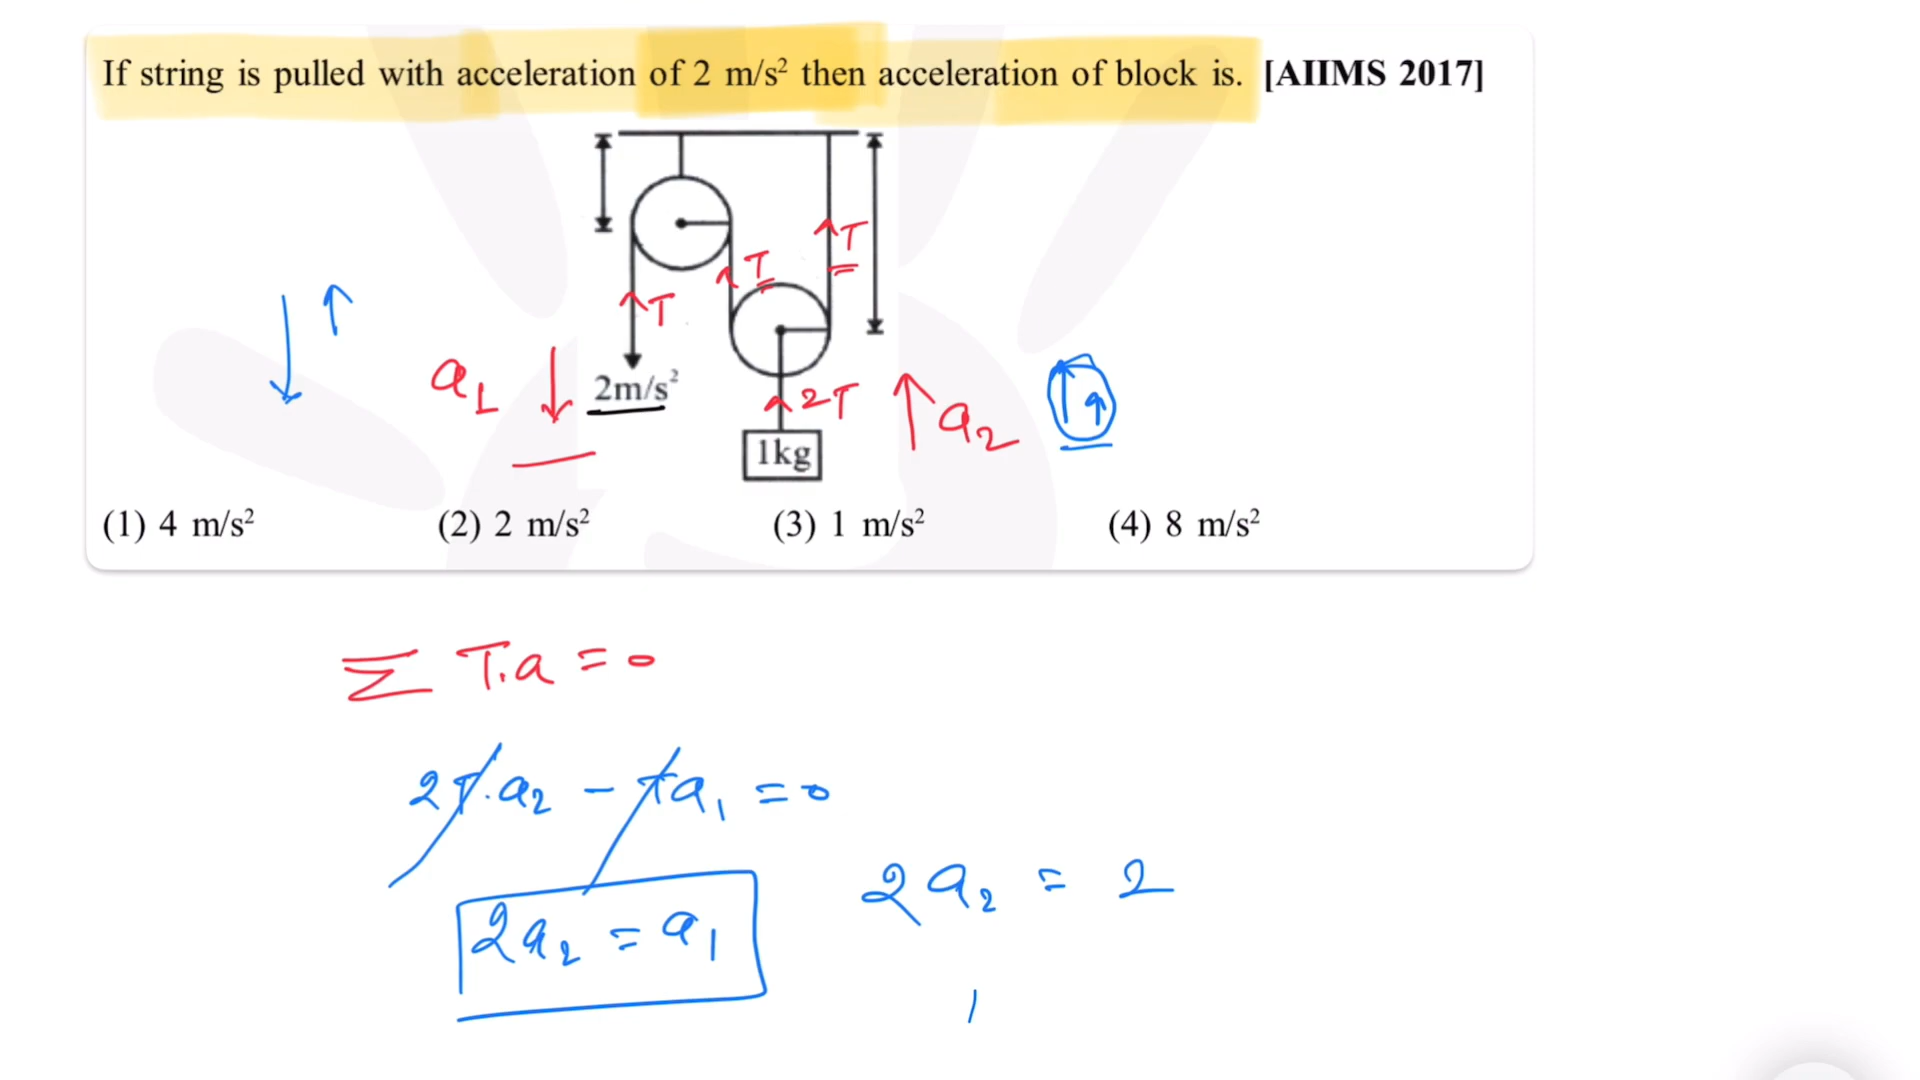 If string is pulled with acceleration of 2 m/s² then acceleration of block is. [AIIMS 2017]
T
T
T
a₁
2m/s²
2T
a₂
a
1kg
(1) 4 m/s² (2) 2 m/s² (3) 1 m/s² (4) 8 m/s²
Σ T.a = 0
2T.a₂ - Ta₁ = 0
2a₂ = 2
2a₂ = a₁